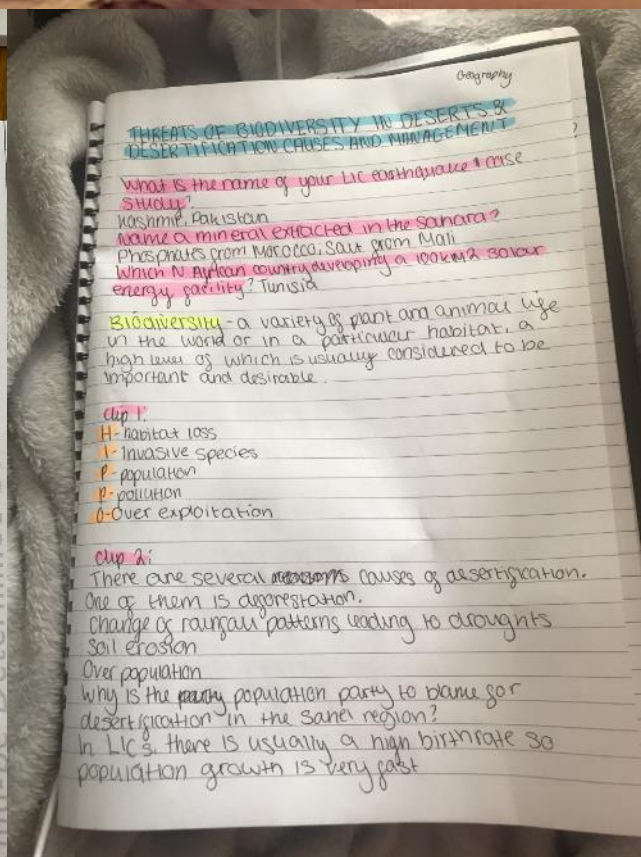 Geography
THREATS OF BIODIVERSITY IN DESERTS &
DESERTIFICATION CAUSES AND MANAGEMENT
What is the name of your LIC earthquake case
study?
Kashmir, Pakistan
Name a mineral extracted in the Sahara?
Phosphates from Morocco, Salt from Mali
Which N African country developing a 100km2 solour
energy facility? Tunisia
Biodiversity - a variety of plant and animal life
in the world or in a particular habitat, a
high level of which is usually considered to be
important and desirable.
clip 1:
H- habitat loss
I- Invasive species
P- population
P- pollution
O- Over exploitation
clip 2:
There are several causes of desertification.
One of them is deforestation.
Change of rainfall patterns leading to droughts
Soil erosion
Over population
Why is the population party to blame for
desertification in the Sahel region?
In LICs, there is usually a high birthrate so
population growth is very fast